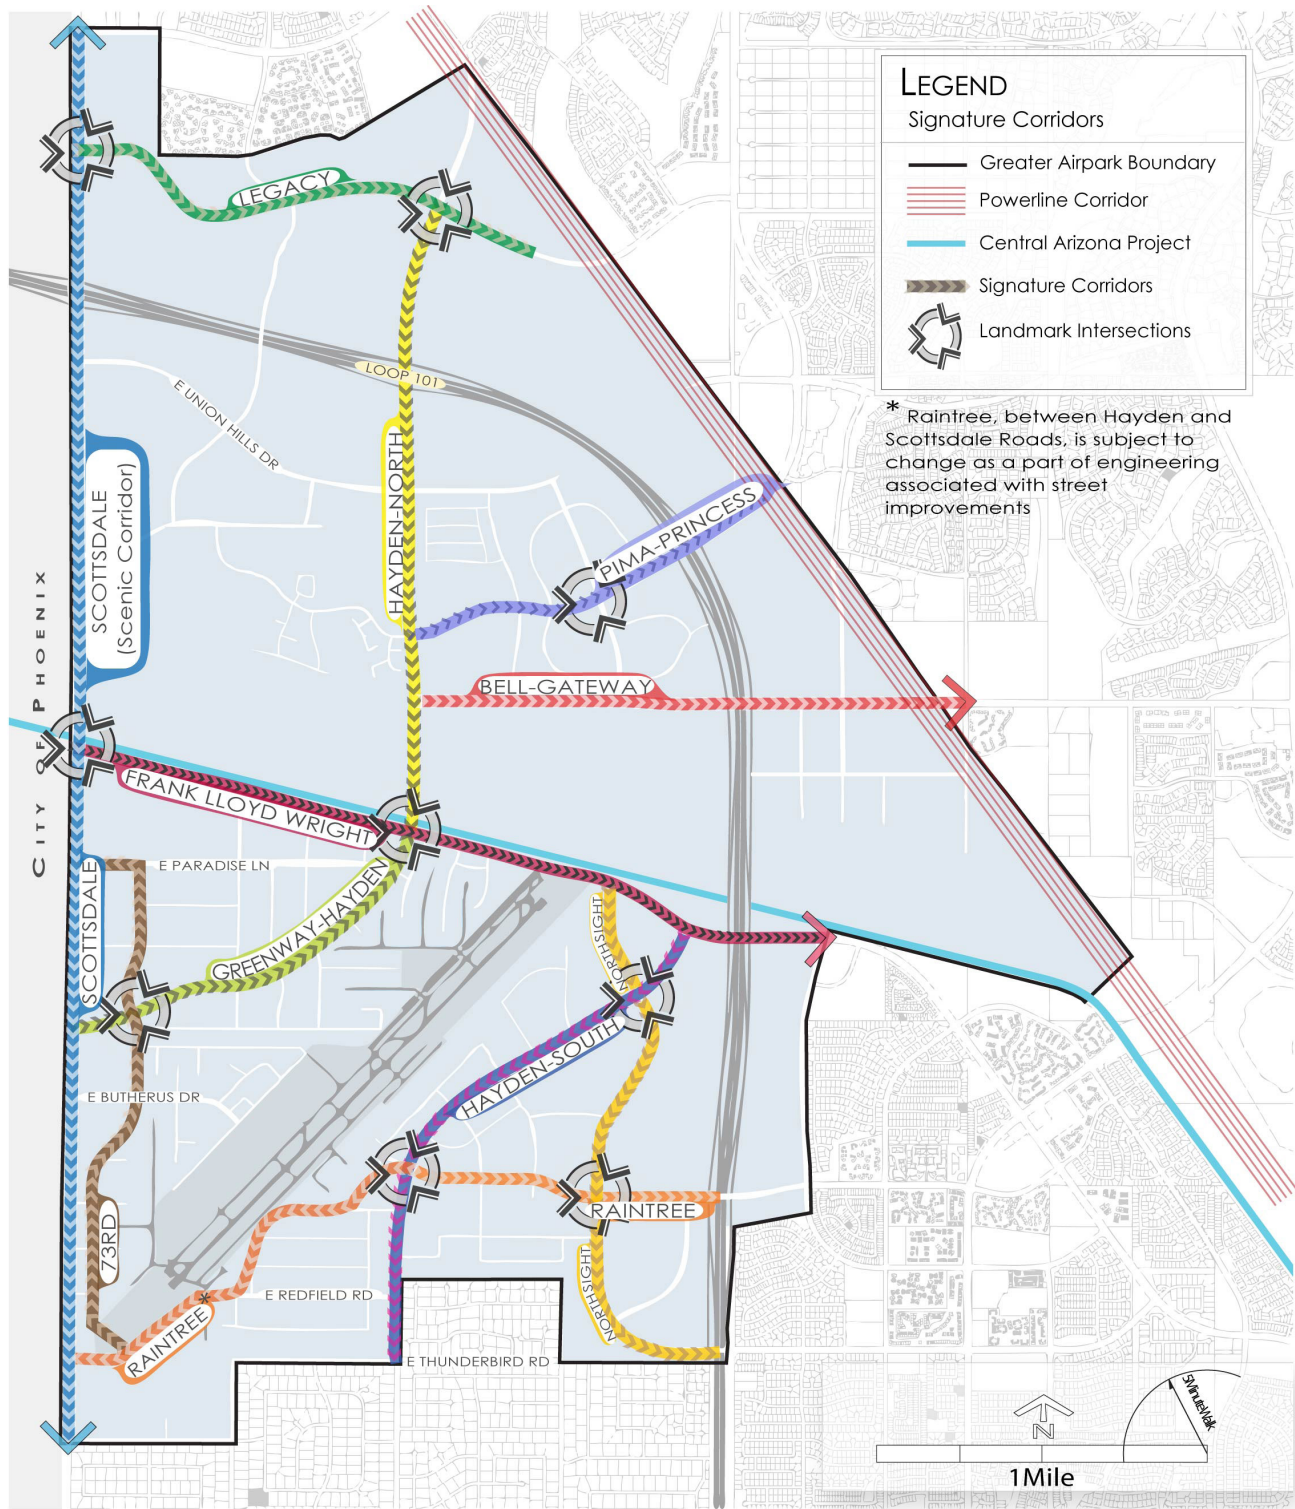 LEGEND
Signature Corridors
Greater Airpark Boundary
Powerline Corridor
Central Arizona Project
Signature Corridors
Landmark Intersections
* Raintree, between Hayden and
Scottsdale Roads, is subject to
change as a part of engineering
associated with street
improvements
LEGACY
LOOP 101
E UNION HILLS DR
HAYDEN-NORTH
SCOTTSDALE
(Scenic Corridor)
PIMA-PRINCESS
CITY OF PHOENIX
BELL-GATEWAY
FRANK LLOYD WRIGHT
E PARADISE LN
SCOTTSDALE
GREENWAY-HAYDEN
NORTHSIGHT
HAYDEN-SOUTH
E BUTHERUS DR
73RD
RAINTREE
E REDFIELD RD
RAINTREE
*
NORTHSIGHT
E THUNDERBIRD RD
N
5MinuteWalk
1Mile